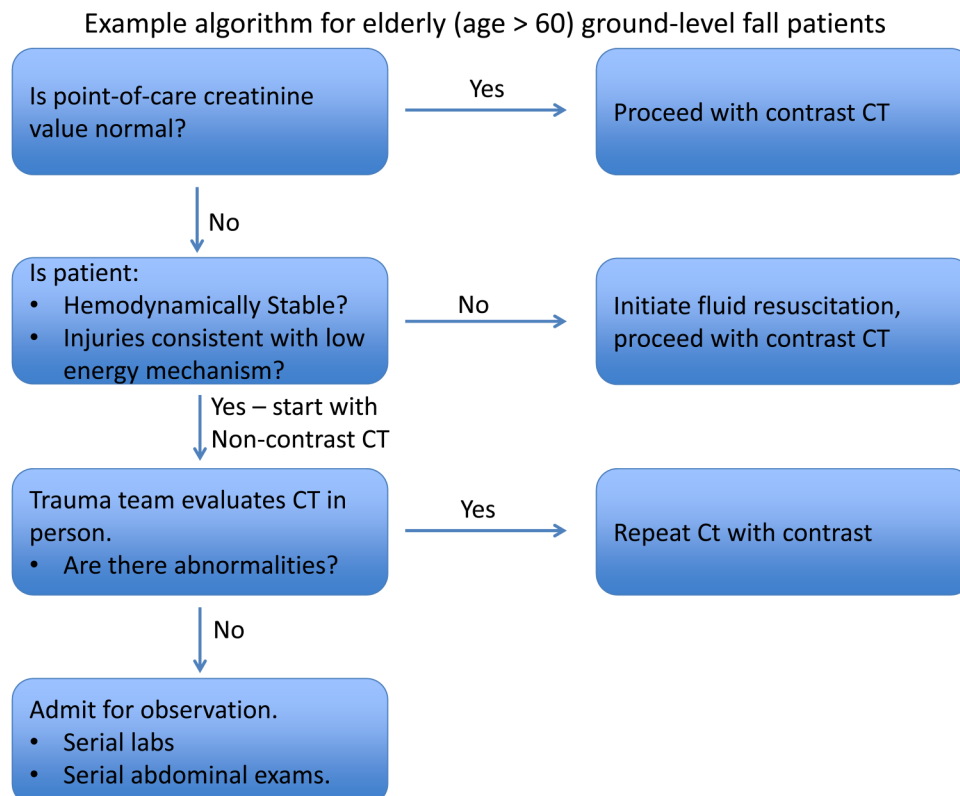 Example algorithm for elderly (age > 60) ground-level fall patients
Is point-of-care creatinine
value normal?
Yes
Proceed with contrast CT
No
Is patient:
• Hemodynamically Stable?
• Injuries consistent with low
energy mechanism?
No
Initiate fluid resuscitation,
proceed with contrast CT
Yes – start with
Non-contrast CT
Trauma team evaluates CT in
person.
• Are there abnormalities?
Yes
Repeat Ct with contrast
No
Admit for observation.
• Serial labs
• Serial abdominal exams.